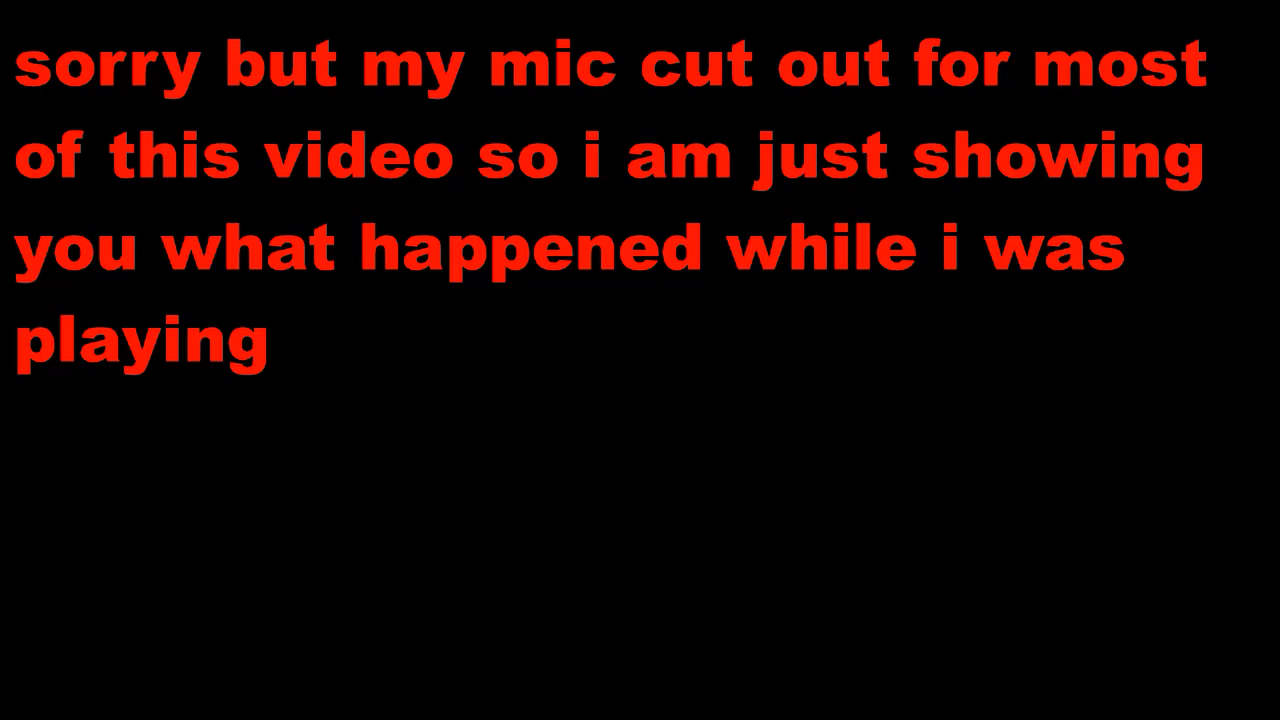 sorry but my mic cut out for most
of this video so i am just showing
you what happened while i was
playing